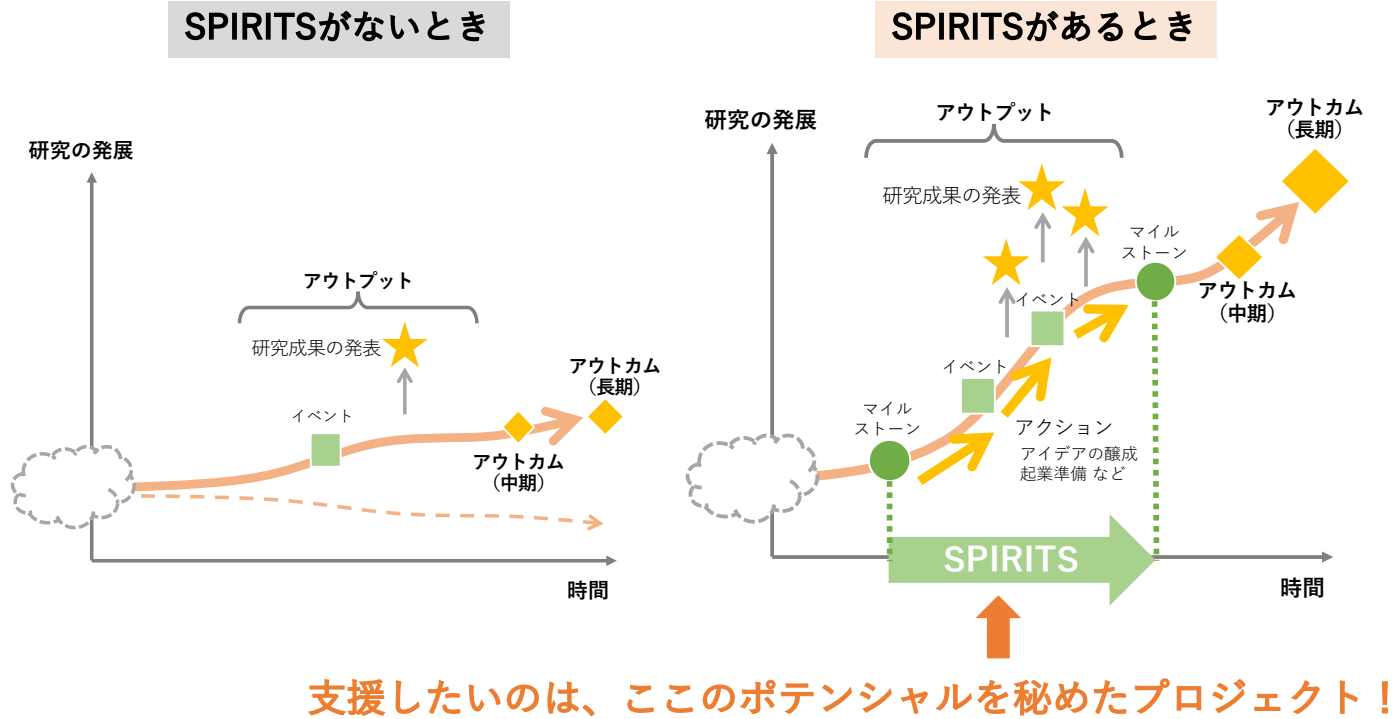 SPIRITSがないとき
研究の発展
アウトプット
研究成果の発表
イベント
アウトカム
（長期）
アウトカム
（中期）
時間
SPIRITSがあるとき
研究の発展
アウトプット
アウトカム
（長期）
研究成果の発表
マイル
ストーン
イベント
アウトカム
（中期）
イベント
マイル
ストーン
アクション
アイデアの醸成
起業準備 など
SPIRITS
時間
支援したいのは、ここのポテンシャルを秘めたプロジェクト！